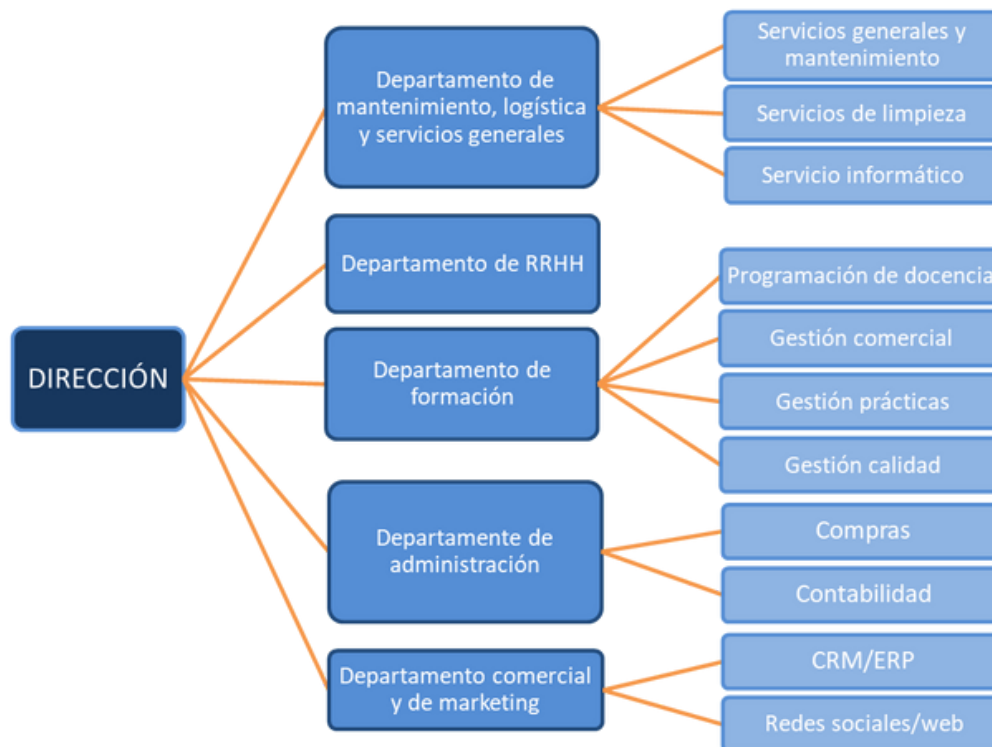 DIRECCIÓN
Departamento de
mantenimiento, logística
y servicios generales
Servicios generales y
mantenimiento
Servicios de limpieza
Servicio informático
Departamento de RRHH
Departamento de
formación
Programación de docencia
Gestión comercial
Gestión prácticas
Gestión calidad
Departamente de
administración
Compras
Contabilidad
Departamento comercial
y de marketing
CRM/ERP
Redes sociales/web